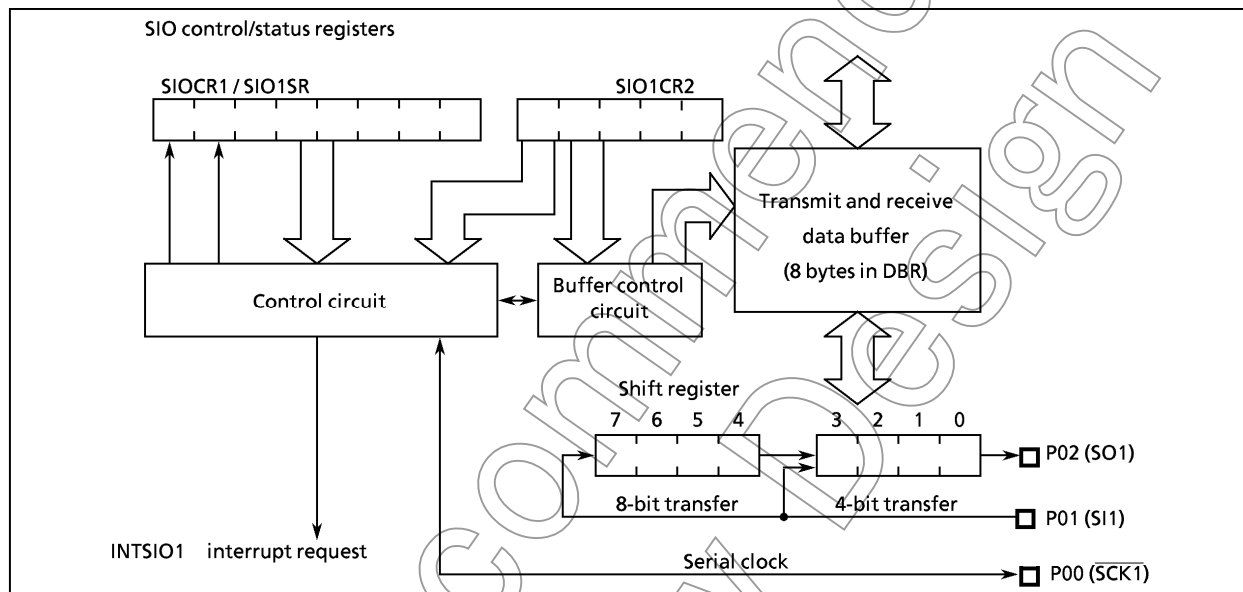 SIO control/status registers
SIOCR1 / SIO1SR
SIO1CR2
Transmit and receive
data buffer
(8 bytes in DBR)
Control circuit
Buffer control
circuit
Shift register
7 6 5 4 3 2 1 0
P02 (SO1)
8-bit transfer
4-bit transfer
P01 (SI1)
INTSIO1 interrupt request
Serial clock
P00 (SCK1)
commen
Design